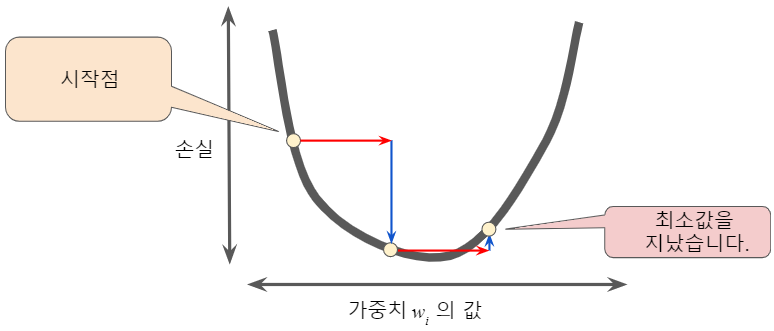 시작점
손실
최소값을
지났습니다.
가중치 wᵢ 의 값